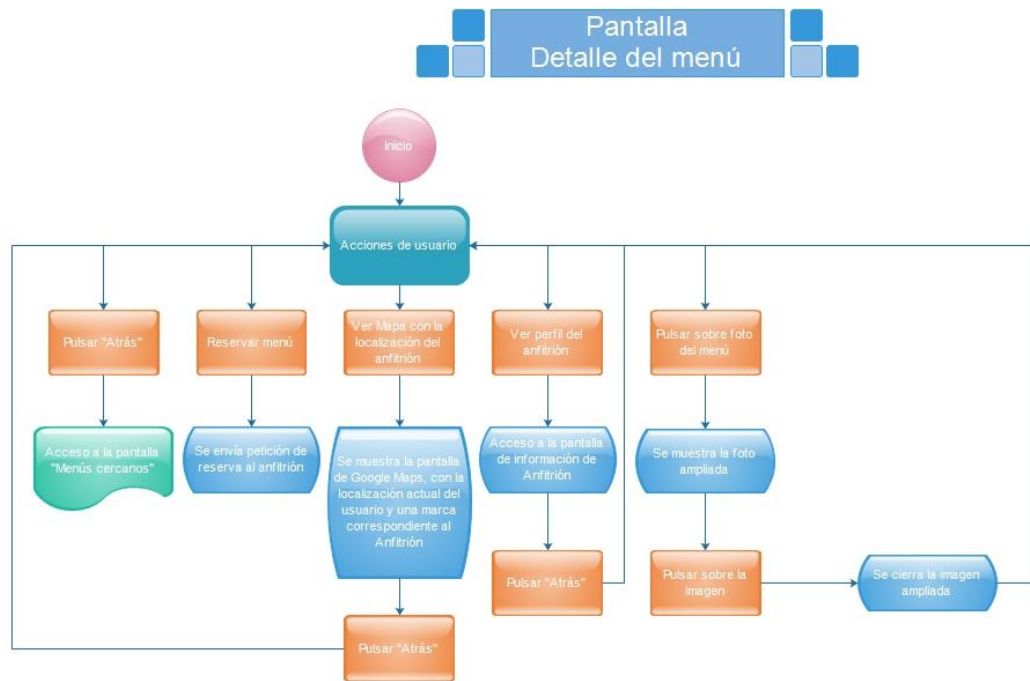 Pantalla
Detalle del menú
Inicio
Acciones de usuario
Pulsar "Atrás"
Reservar menú
Ver Mapa con la
localización del
anfitrión
Ver perfil del
anfitrión
Pulsar sobre foto
del menú
Acceso a la pantalla
"Menús cercanos"
Se envía petición de
reserva al anfitrión
Se muestra la pantalla
de Google Maps, con la
localización actual del
usuario y una marca
correspondiente al
Anfitrión
Acceso a la pantalla
de información de
Anfitrión
Se muestra la foto
ampliada
Pulsar "Atrás"
Pulsar sobre la
imagen
Se cierra la imagen
ampliada
Pulsar "Atrás"